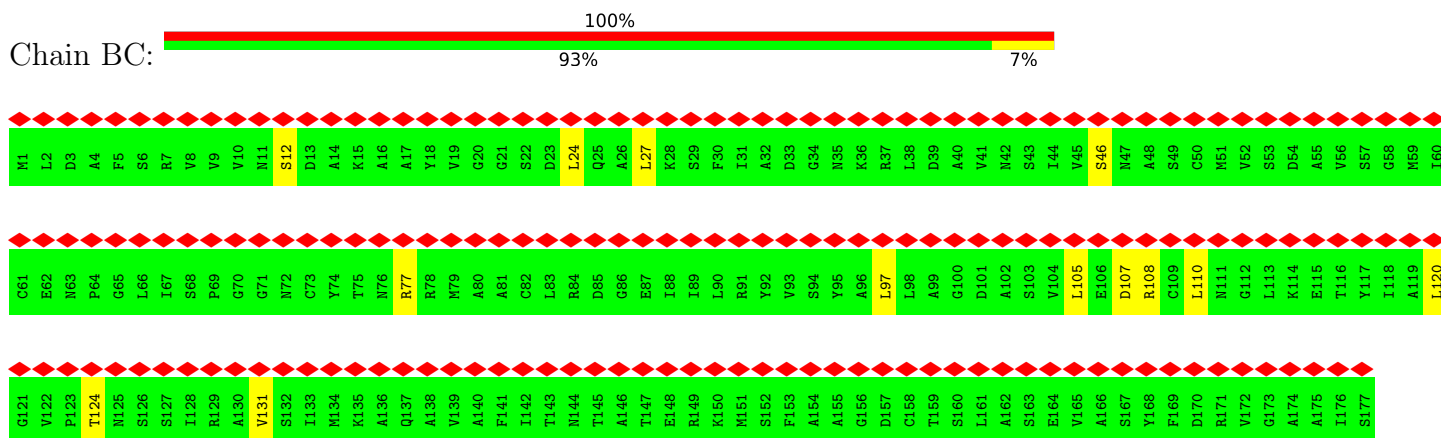 100%
Chain BC:
93% 7%
M1 L2 D3 A4 F5 S6 R7 V8 V9 V10 N11 S12 D13 A14 K15 A16 A17 Y18 V19 G20 G21 S22 D23 L24 Q25 A26 L27 K28 S29 F30 I31 A32 D33 G34 N35 K36 R37 L38 D39 A40 V41 N42 S43 I44 V45 S46 N47 A48 S49 C50 M51 V52 S53 D54 A55 V56 S57 G58 M59 I60
C61 E62 N63 P64 G65 L66 I67 S68 P69 G70 G71 N72 C73 Y74 T75 N76 R77 R78 M79 A80 A81 C82 L83 R84 D85 G86 E87 I88 I89 L90 R91 Y92 V93 S94 Y95 A96 L97 L98 A99 G100 D101 A102 S103 V104 L105 E106 D107 R108 C109 L110 N111 G112 L113 K114 E115 T116 Y117 I118 A119 L120
G121 V122 P123 T124 N125 S126 S127 I128 R129 A130 V131 S132 I133 M134 K135 A136 Q137 A138 V139 A140 F141 I142 T143 N144 T145 A146 T147 E148 R149 K150 M151 S152 F153 A154 A155 G156 D157 C158 T159 S160 L161 A162 S163 E164 V165 A166 S167 Y168 F169 D170 R171 V172 G173 A174 A175 I176 S177